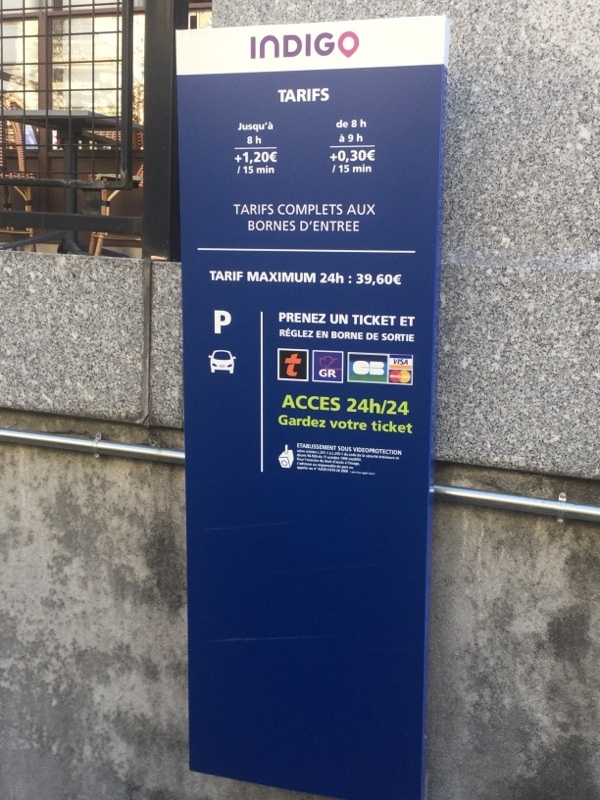 INDIGO
TARIFS
Jusqu'à
8 h
+1,20€
/ 15 min
de 8 h
à 9 h
+0,30€
/ 15 min
TARIFS COMPLETS AUX
BORNES D'ENTREE
TARIF MAXIMUM 24h : 39,60€
P
PRENEZ UN TICKET ET
RÉGLEZ EN BORNE DE SORTIE
t
GR
CB
VISA
ACCES 24h/24
Gardez votre ticket
ETABLISSEMENT SOUS VIDEOPROTECTION